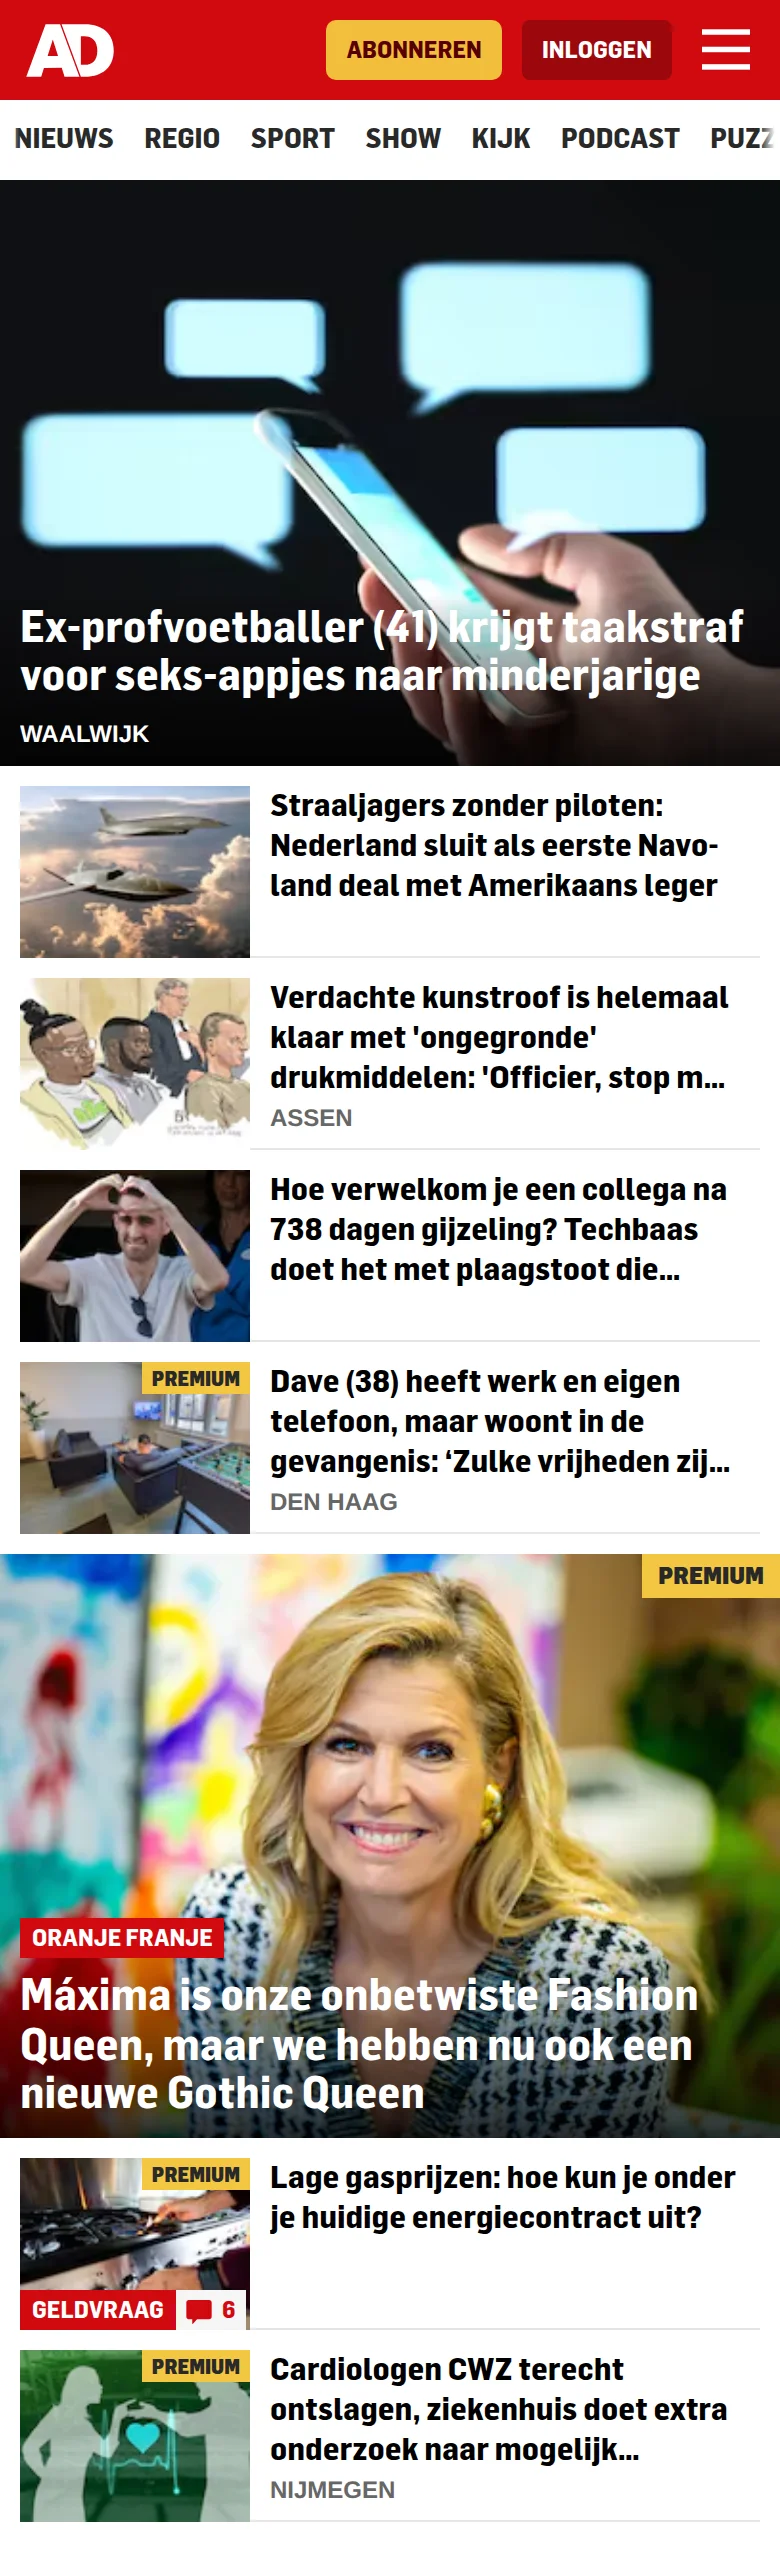 AD
ABONNEREN
INLOGGEN
NIEUWS REGIO SPORT SHOW KIJK PODCAST PUZZ
Ex-profvoetballer (41) krijgt taakstraf
voor seks-appjes naar minderjarige
WAALWIJK
Straaljagers zonder piloten:
Nederland sluit als eerste Navo-
land deal met Amerikaans leger
Verdachte kunstroof is helemaal
klaar met 'ongegronde'
drukmiddelen: 'Officier, stop m...
ASSEN
Hoe verwelkom je een collega na
738 dagen gijzeling? Techbaas
doet het met plaagstoot die...
PREMIUM
Dave (38) heeft werk en eigen
telefoon, maar woont in de
gevangenis: ‘Zulke vrijheden zij...
DEN HAAG
PREMIUM
ORANJE FRANJE
Máxima is onze onbetwiste Fashion
Queen, maar we hebben nu ook een
nieuwe Gothic Queen
PREMIUM
GELDVRAAG 6
Lage gasprijzen: hoe kun je onder
je huidige energiecontract uit?
PREMIUM
Cardiologen CWZ terecht
ontslagen, ziekenhuis doet extra
onderzoek naar mogelijk...
NIJMEGEN